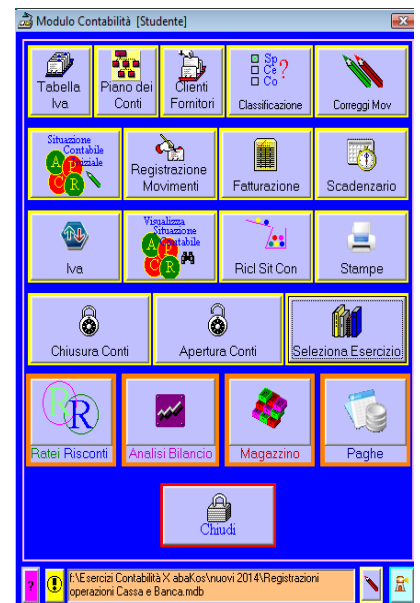 Modulo Contabilità [Studente]
Tabella
Iva
Piano dei
Conti
Clienti
Fornitori
Sp
Ce ?
Co
Classificazione
Correggi Mov
Situazione
Contabile
Iniziale
A P
C R
Registrazione
Movimenti
Fatturazione
Scadenzario
Iva
Visualizza
Situazione
Contabile
A P
C R
Ricl Sit Con
Stampe
Chiusura Conti
Apertura Conti
Seleziona Esercizio
R R
Ratei Risconti
Analisi Bilancio
Magazzino
Paghe
Chiudi
?
!
f:\Esercizi Contabilità X abaKos\nuovi 2014\Registrazioni
operazioni Cassa e Banca.mdb